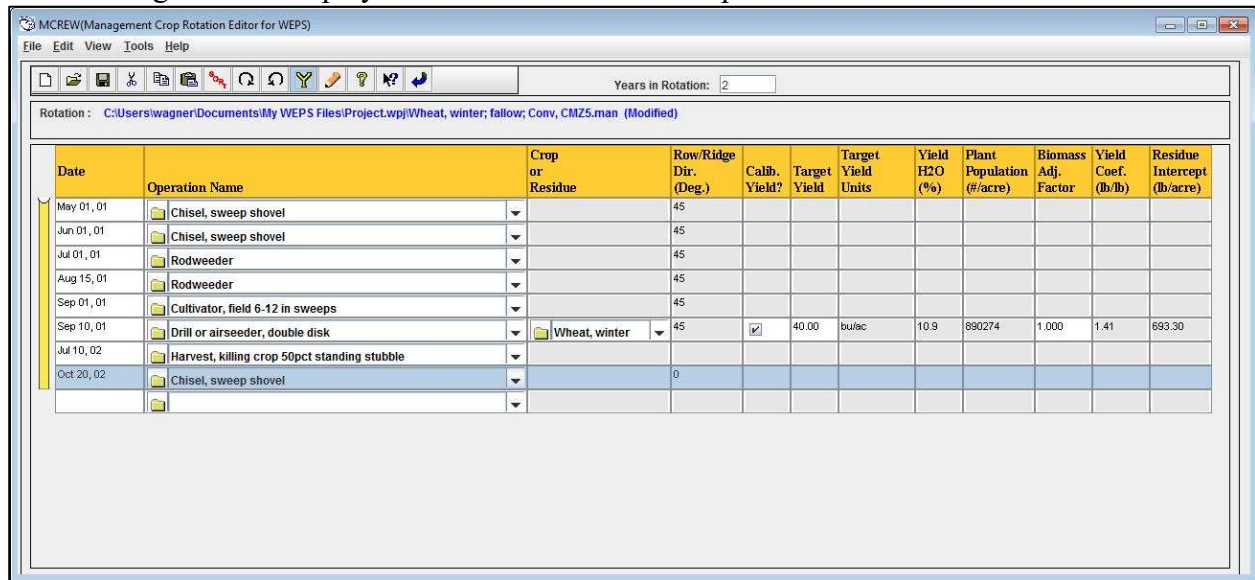 MCREW(Management Crop Rotation Editor for WEPS)
File Edit View Tools Help
Years in Rotation: 2
Rotation : C:\Users\wagner\Documents\My WEPS Files\Project.wpj\Wheat, winter; fallow; Conv, CMZ5.man (Modified)
Date Operation Name Crop or Residue Row/Ridge Dir. (Deg.) Calib. Yield? Target Yield Target Yield Units Yield H2O (%) Plant Population (#/acre) Biomass Adj. Factor Yield Coef. (lb/lb) Residue Intercept (lb/acre)
May 01, 01 Chisel, sweep shovel 45
Jun 01, 01 Chisel, sweep shovel 45
Jul 01, 01 Rodweeder 45
Aug 15, 01 Rodweeder 45
Sep 01, 01 Cultivator, field 6-12 in sweeps 45
Sep 10, 01 Drill or airseeder, double disk Wheat, winter 45 40.00 bu/ac 10.9 890274 1.000 1.41 693.30
Jul 10, 02 Harvest, killing crop 50pct standing stubble
Oct 20, 02 Chisel, sweep shovel 0